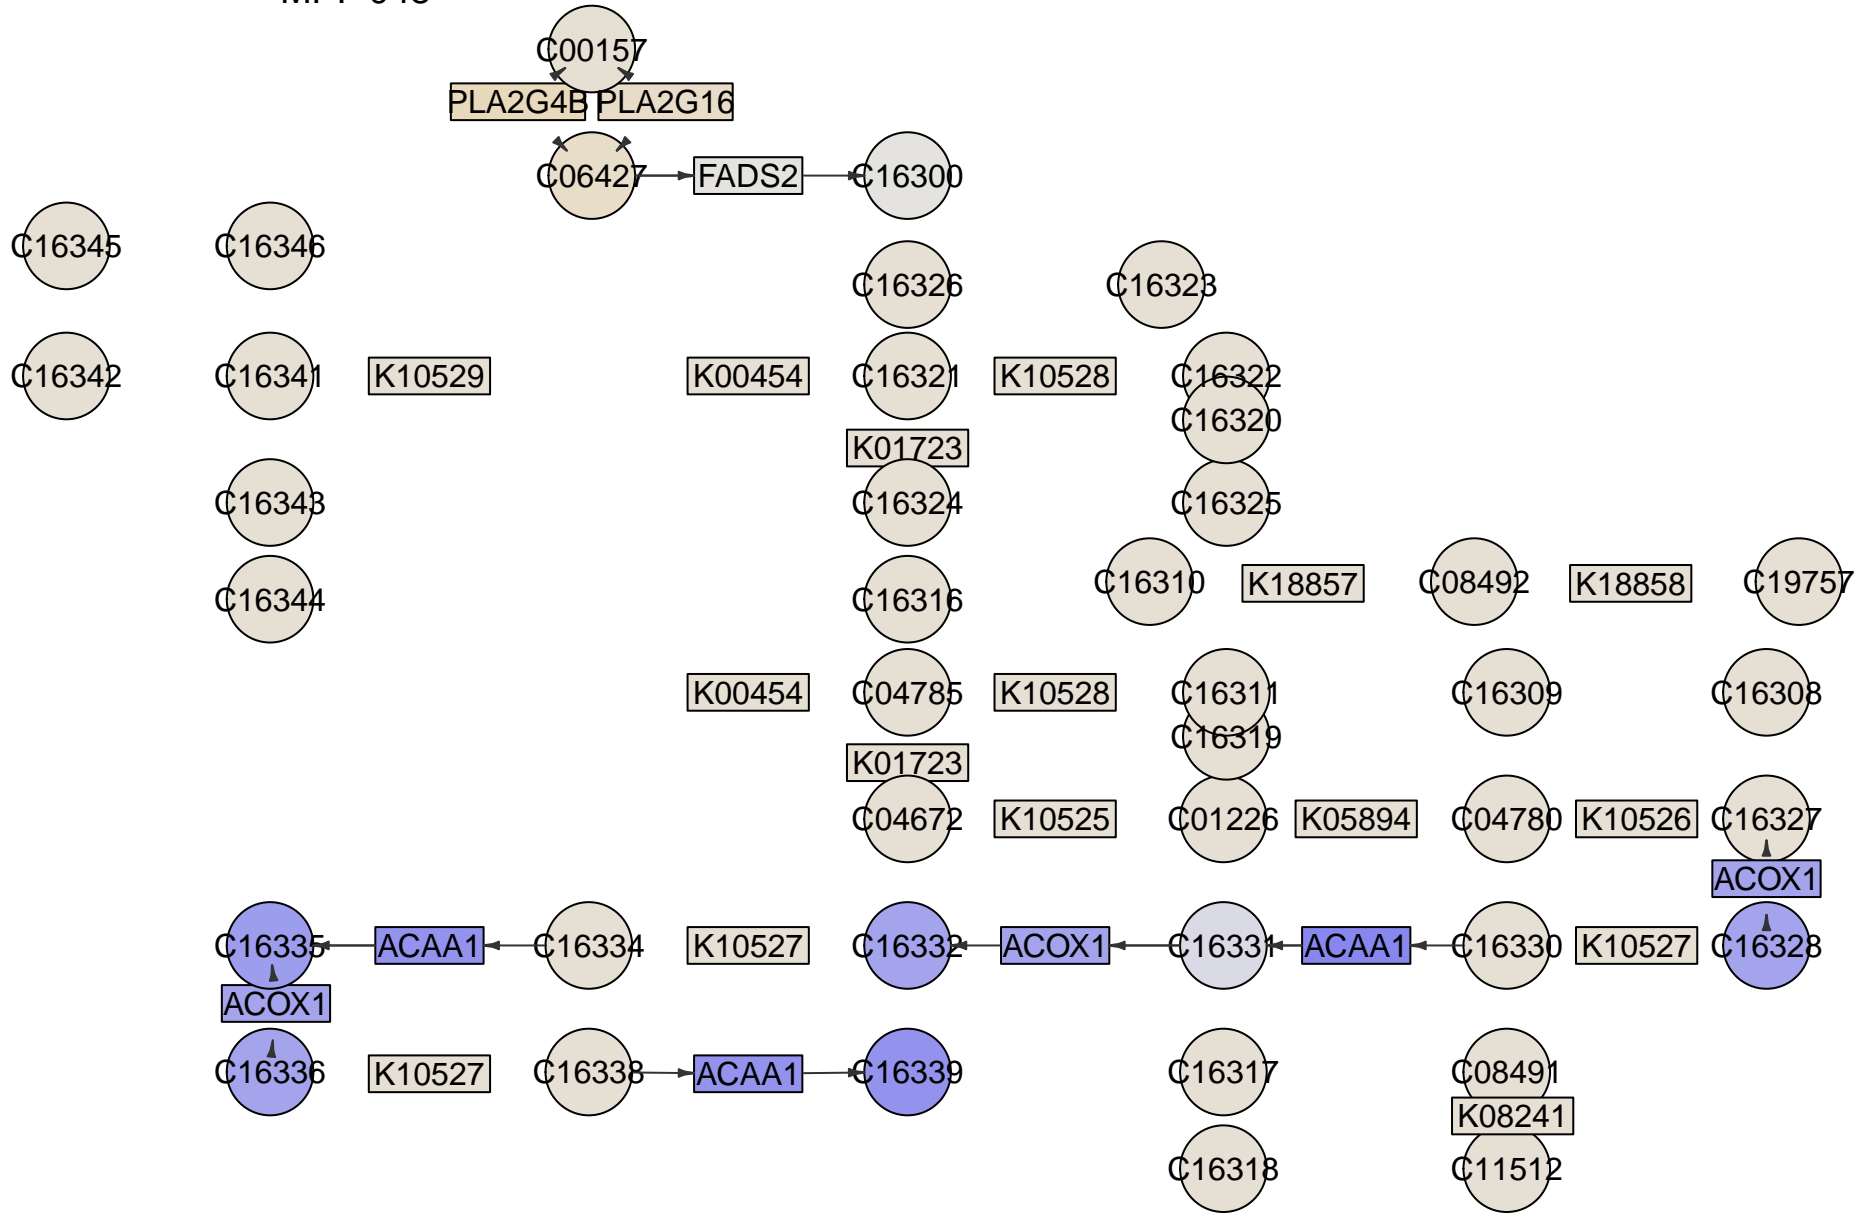 C00157
PLA2G4B PLA2G16
C06427 FADS2 C16300
C16345 C16346
C16326 C16323
C16342 C16341 K10529 K00454 C16321 K10528 C16322
C16320
K01723
C16343 C16324 C16325
C16310 K18857 C08492 K18858 C19757
C16344 C16316
K00454 C04785 K10528 C16311 C16309 C16308
C16319
K01723
C04672 K10525 C01226 K05894 C04780 K10526 C16327
ACOX1
C16335 ACAA1 C16334 K10527 C16332 ACOX1 C16331 ACAA1 C16330 K10527 C16328
ACOX1
C16336 K10527 C16338 ACAA1 C16339 C16317 C08491
K08241
C16318 C11512